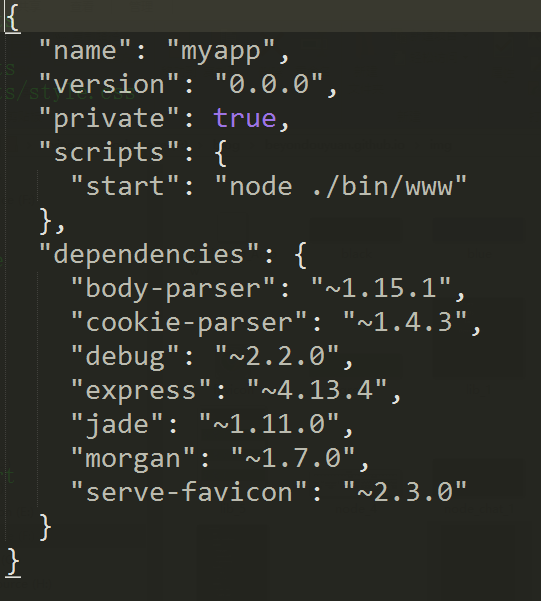 {
  "name": "myapp",
  "version": "0.0.0",
  "private": true,
  "scripts": {
    "start": "node ./bin/www"
  },
  "dependencies": {
    "body-parser": "~1.15.1",
    "cookie-parser": "~1.4.3",
    "debug": "~2.2.0",
    "express": "~4.13.4",
    "jade": "~1.11.0",
    "morgan": "~1.7.0",
    "serve-favicon": "~2.3.0"
  }
}